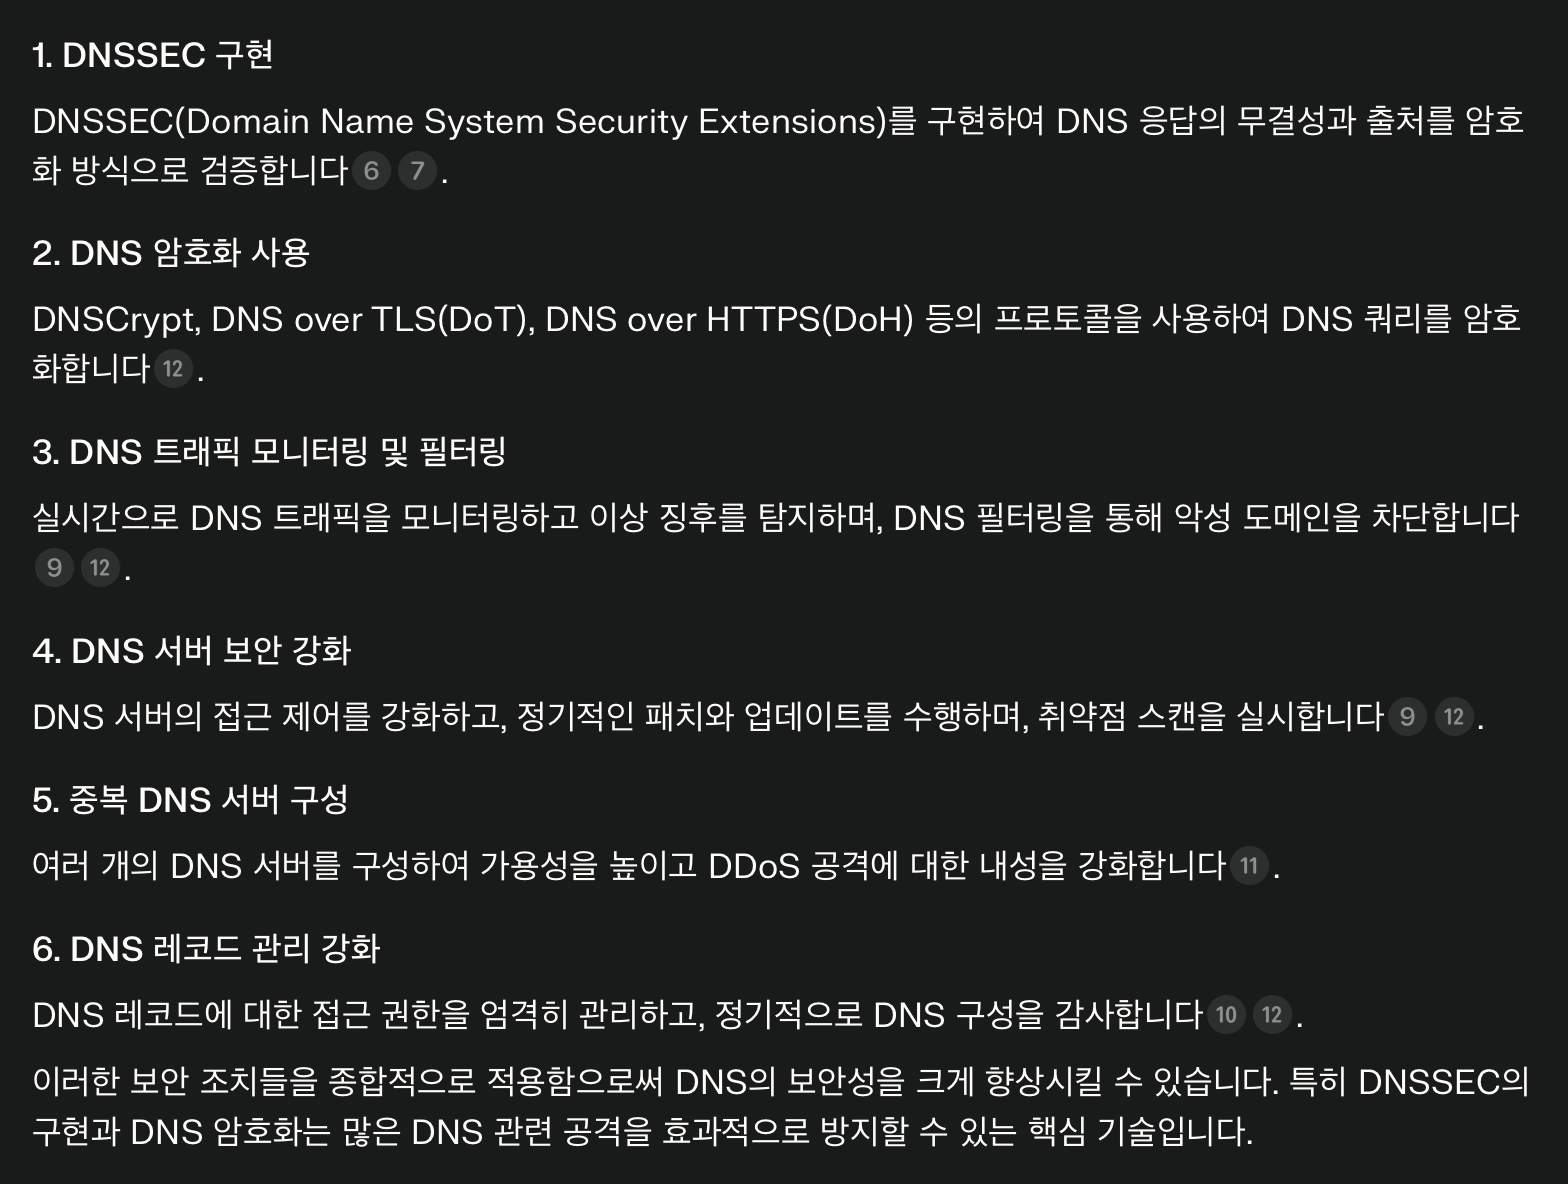 1. DNSSEC 구현
DNSSEC(Domain Name System Security Extensions)를 구현하여 DNS 응답의 무결성과 출처를 암호
화 방식으로 검증합니다 6 7 .
2. DNS 암호화 사용
DNSCrypt, DNS over TLS(DoT), DNS over HTTPS(DoH) 등의 프로토콜을 사용하여 DNS 쿼리를 암호
화합니다 12 .
3. DNS 트래픽 모니터링 및 필터링
실시간으로 DNS 트래픽을 모니터링하고 이상 징후를 탐지하며, DNS 필터링을 통해 악성 도메인을 차단합니다
9 12 .
4. DNS 서버 보안 강화
DNS 서버의 접근 제어를 강화하고, 정기적인 패치와 업데이트를 수행하며, 취약점 스캔을 실시합니다 9 12 .
5. 중복 DNS 서버 구성
여러 개의 DNS 서버를 구성하여 가용성을 높이고 DDoS 공격에 대한 내성을 강화합니다 11 .
6. DNS 레코드 관리 강화
DNS 레코드에 대한 접근 권한을 엄격히 관리하고, 정기적으로 DNS 구성을 감사합니다 10 12 .
이러한 보안 조치들을 종합적으로 적용함으로써 DNS의 보안성을 크게 향상시킬 수 있습니다. 특히 DNSSEC의
구현과 DNS 암호화는 많은 DNS 관련 공격을 효과적으로 방지할 수 있는 핵심 기술입니다.